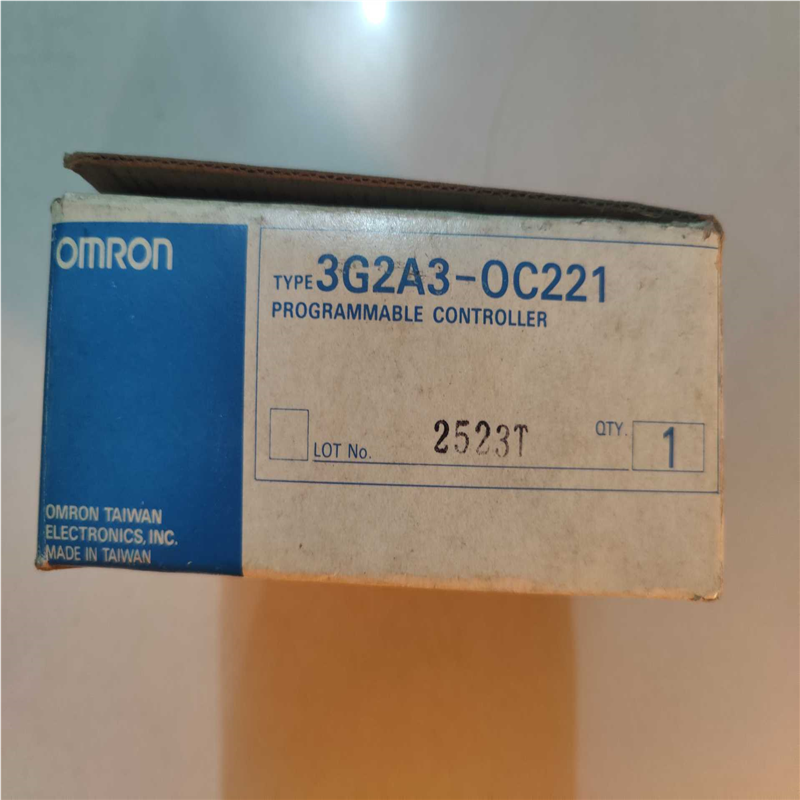 OMRON
TYPE 3G2A3-OC221
PROGRAMMABLE CONTROLLER
LOT No. 2523T QTY. 1
OMRON TAIWAN
ELECTRONICS, INC.
MADE IN TAIWAN